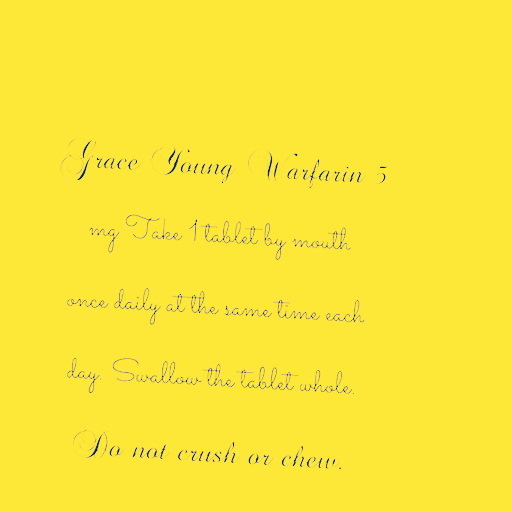 Grace Young Warfarin 5
mg Take 1 tablet by mouth
once daily at the same time each
day. Swallow the tablet whole.
Do not crush or chew.